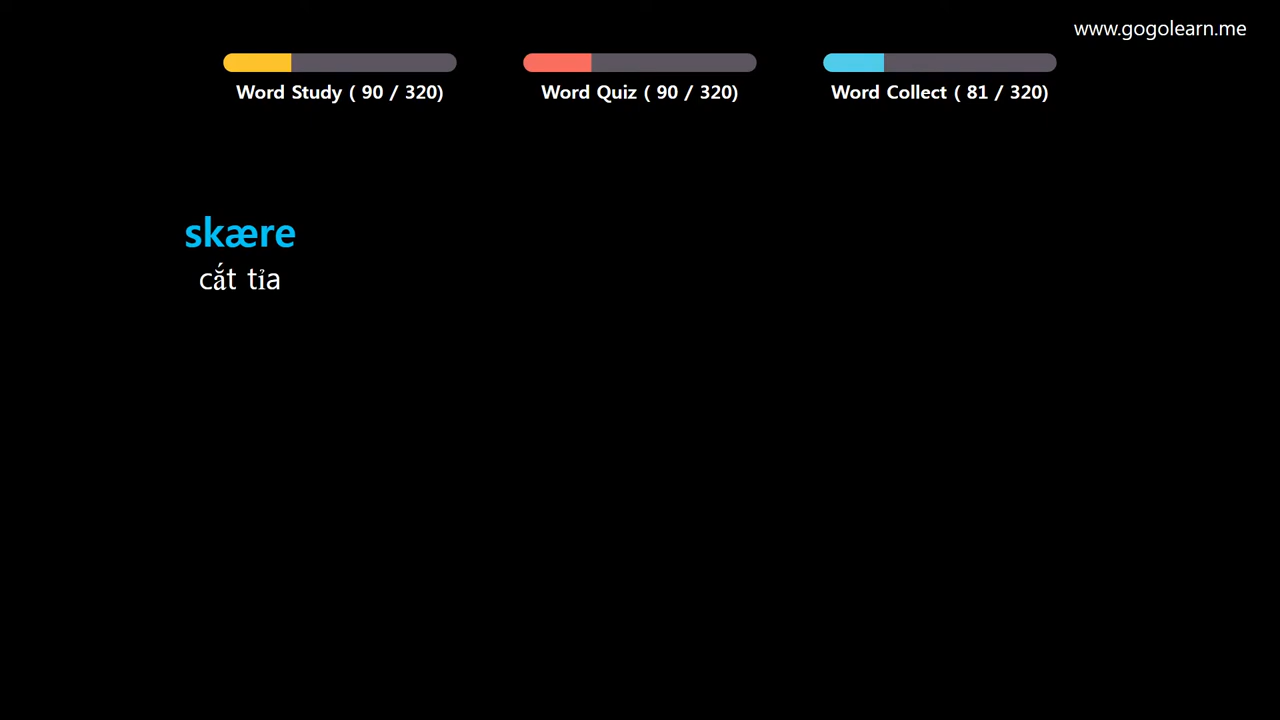 www.gogolearn.me
Word Study ( 90 / 320)
Word Quiz ( 90 / 320)
Word Collect ( 81 / 320)
skære
cắt tỉa